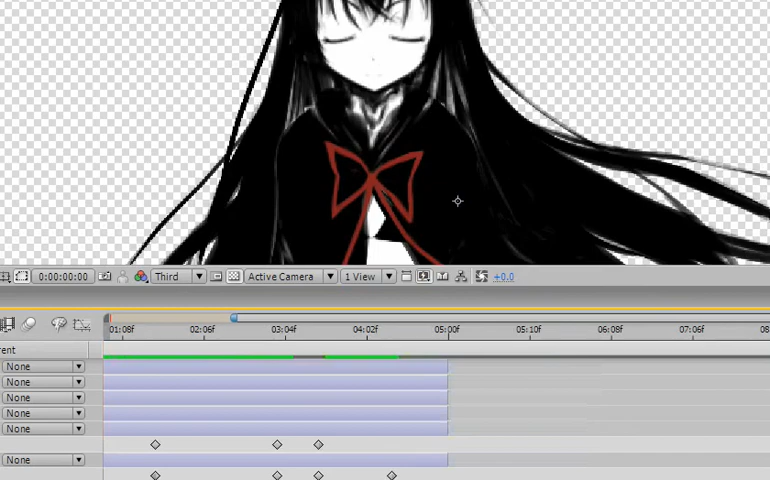 0:00:00:00 Third Active Camera 1 View +0.0
01:08f 02:06f 03:04f 04:02f 05:00f 05:10f 06:08f 07:06f 08
rent
None
None
None
None
None
None